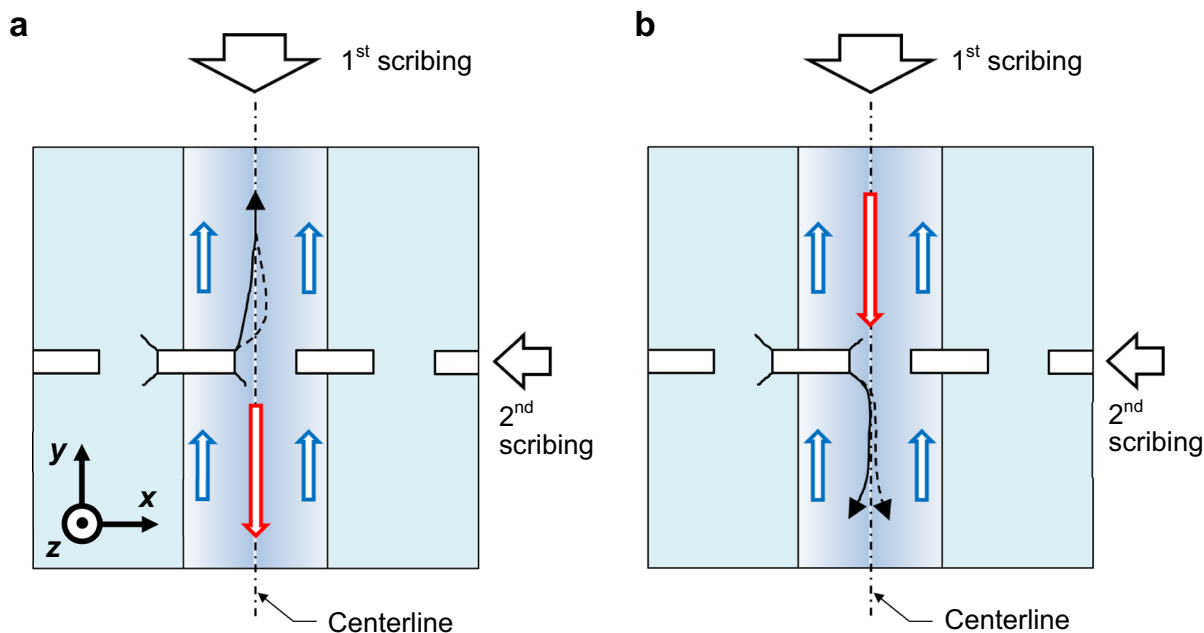 a
1st scribing
2nd
scribing
y
x
z
Centerline
b
1st scribing
2nd
scribing
Centerline